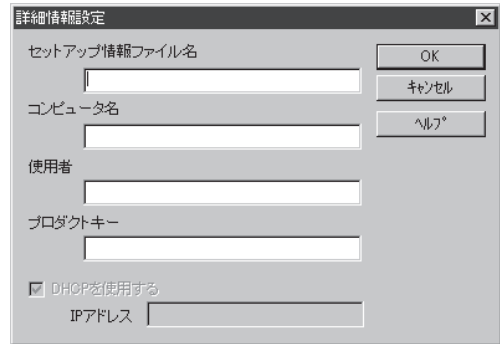 詳細情報設定
セットアップ情報ファイル名
OK
キャンセル
コンピュータ名
ヘルプ
使用者
プロダクトキー
DHCPを使用する
IPアドレス